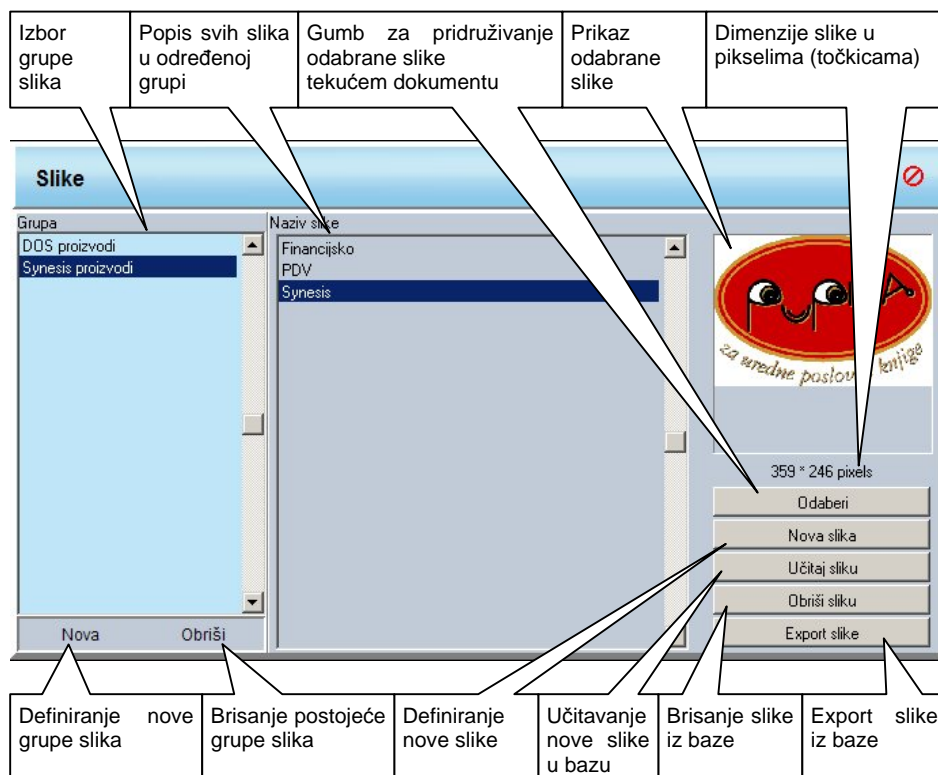 Izbor
grupe
slika
Popis svih slika
u određenoj
grupi
Gumb za pridruživanje
odabrane slike
tekućem dokumentu
Prikaz
odabrane
slike
Dimenzije slike u
pikselima (točkicama)
Slike
Grupa
DOS proizvodi
Synesis proizvodi
Nova Obriši
Naziv slike
Financijsko
PDV
Synesis
za uredne poslov knjige
359 * 246 pixels
Odaberi
Nova slika
Učitaj sliku
Obriši sliku
Export slike
Definiranje nove
grupe slika
Brisanje postojeće
grupe slika
Definiranje
nove slike
Učitavanje
nove slike
u bazu
Brisanje slike
iz baze
Export slike
iz baze